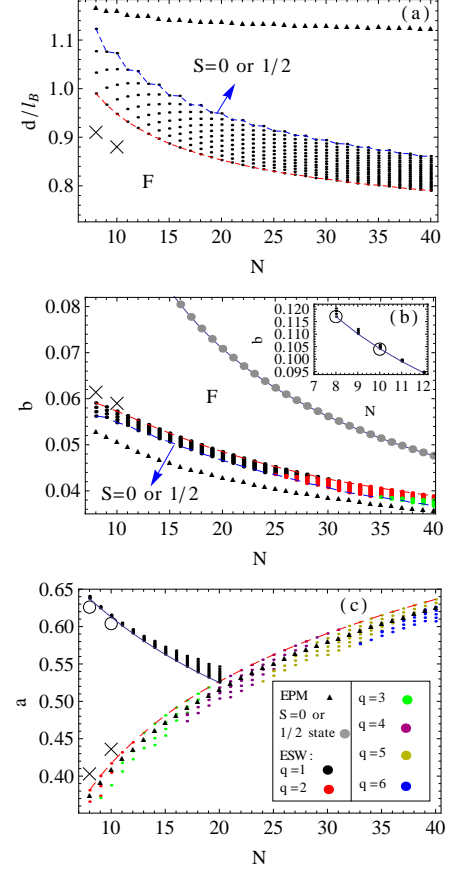 (a)
1.1
1.0
0.9
0.8
d/l_B
S=0 or 1/2
F
10 15 20 25 30 35 40
N
(b)
0.08
0.07
0.06
0.05
0.04
b
F
S=0 or 1/2
0.120
0.115
0.110
0.105
0.100
0.095
b
7 8 9 10 11 12
N
10 15 20 25 30 35 40
N
(c)
0.65
0.60
0.55
0.50
0.45
0.40
a
EPM
S=0 or
1/2 state
ESW:
q=1
q=2
q=3
q=4
q=5
q=6
10 15 20 25 30 35 40
N